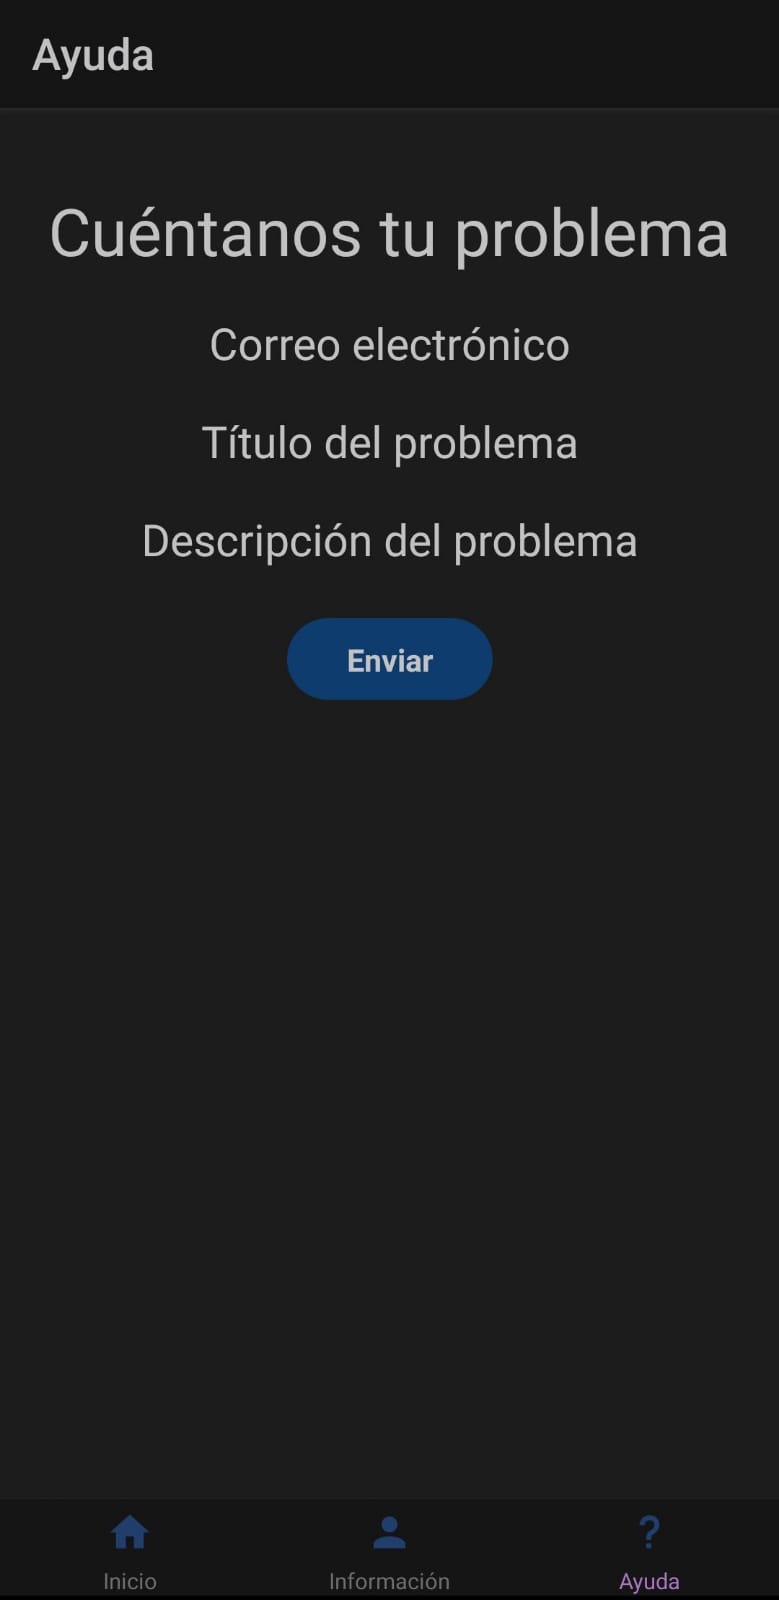 Ayuda
Cuéntanos tu problema
Correo electrónico
Título del problema
Descripción del problema
Enviar
Inicio
Información
Ayuda